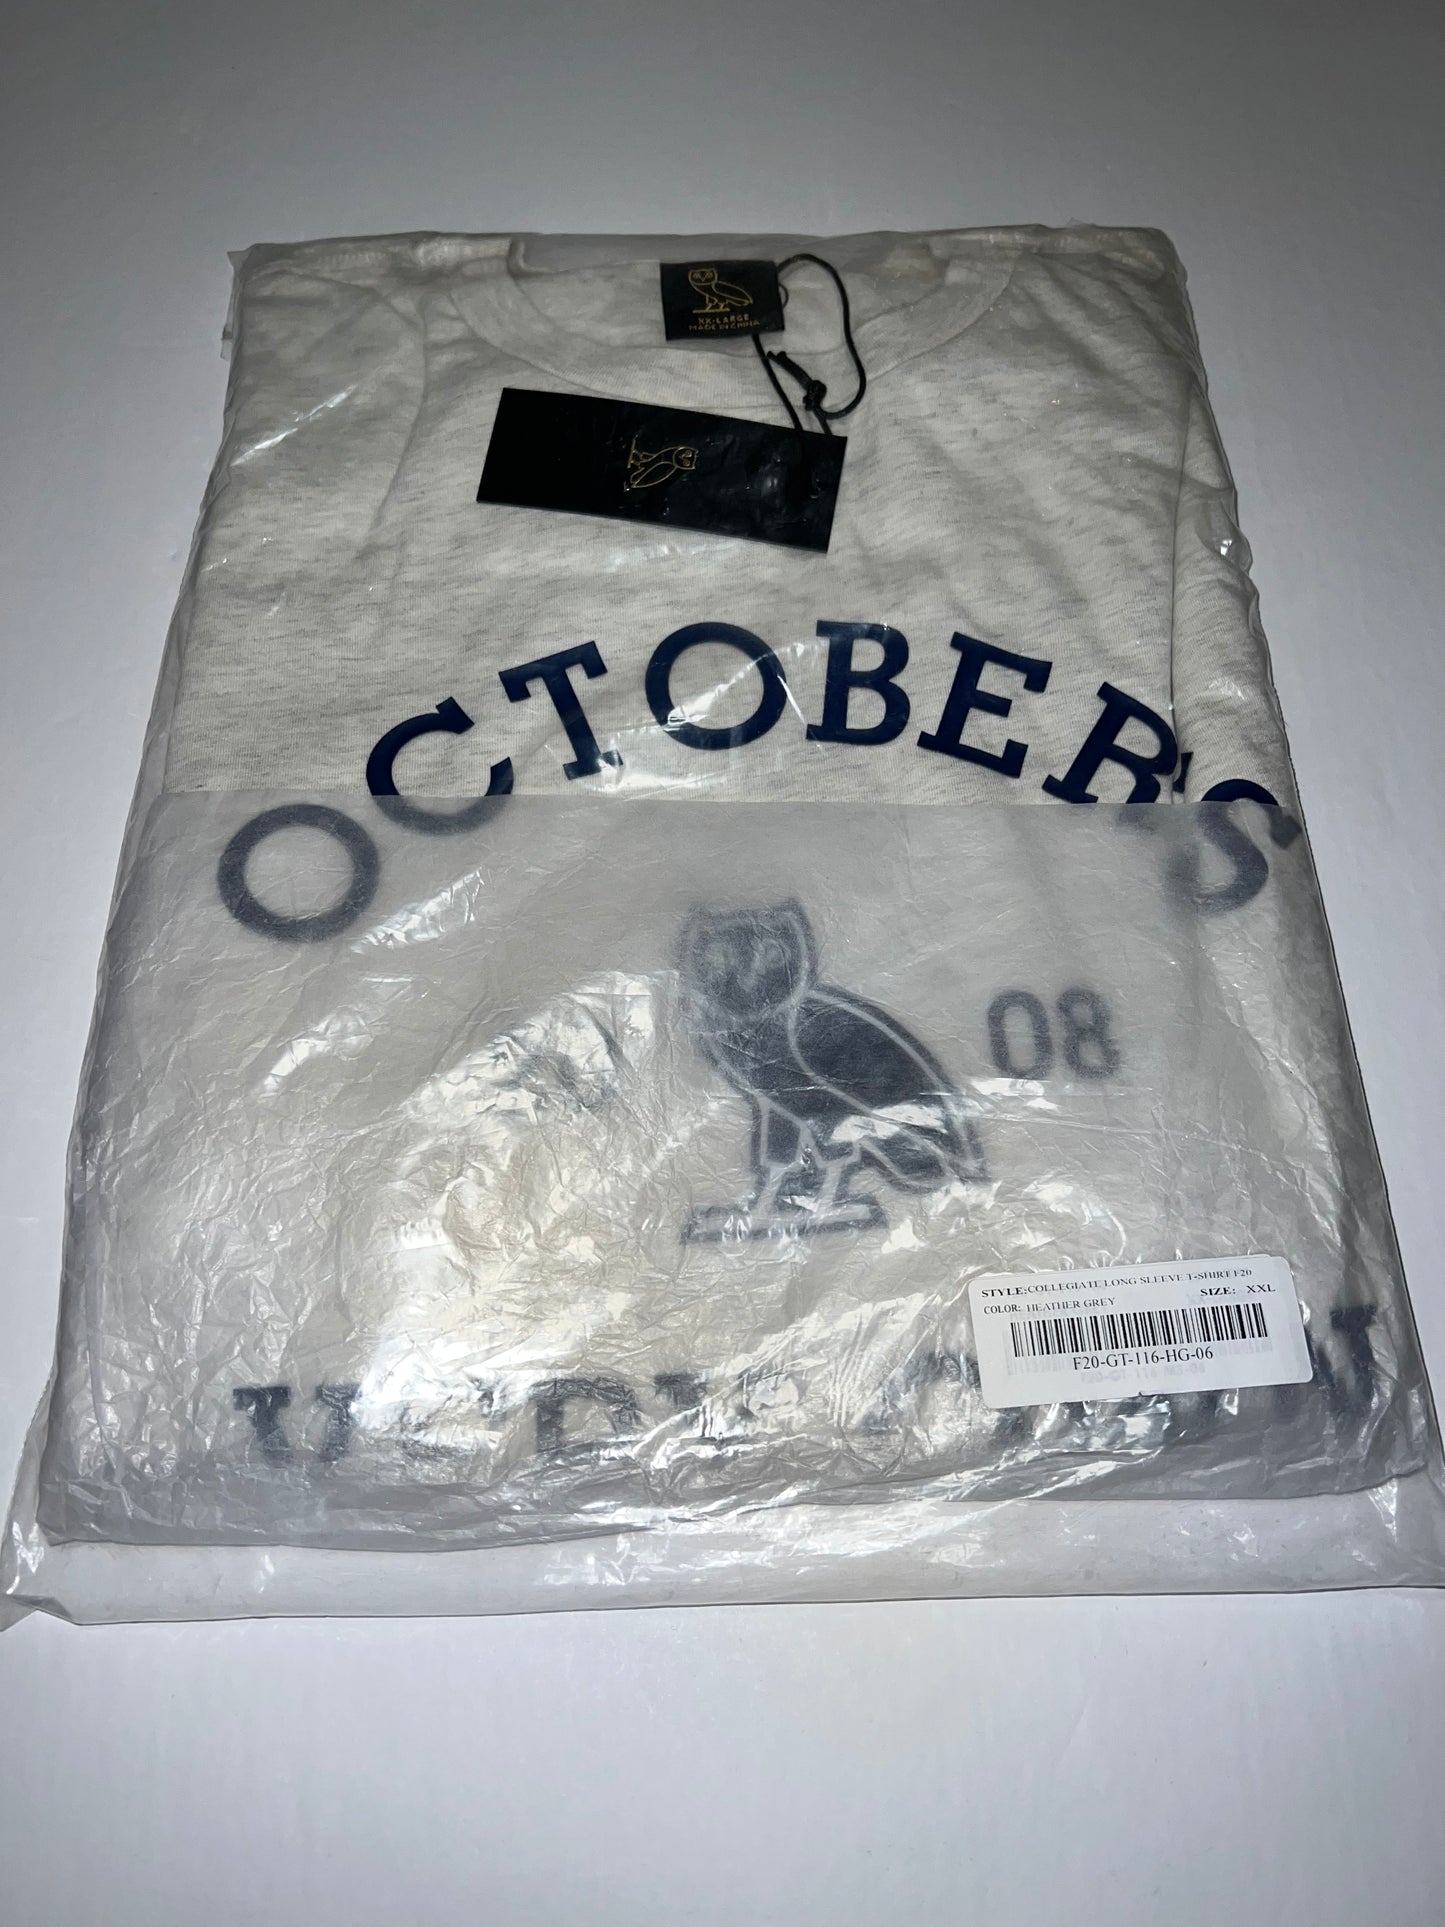 XX-LARGE
MADE IN CHINA
OCTOBER'S
08
STYLE:COLLEGIATE LONG SLEEVE T-SHIRT F20
COLOR: HEATHER GREY SIZE: XXL
F20-GT-116-HG-06